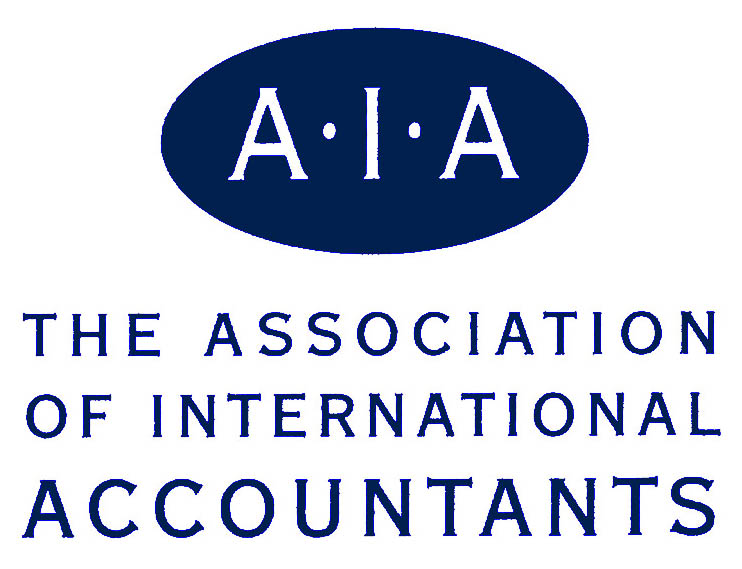 A·I·A
THE ASSOCIATION
OF INTERNATIONAL
ACCOUNTANTS